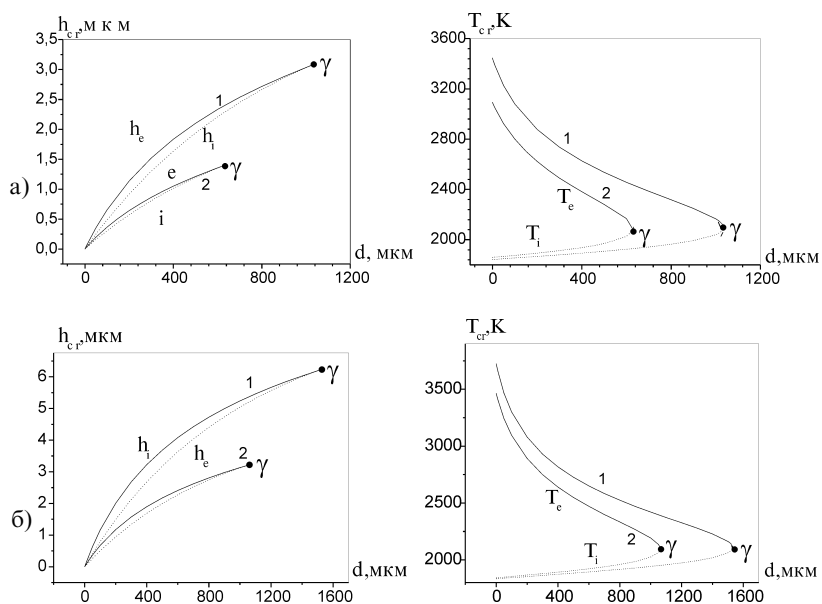 h_cr,м к м
3,5
3,0
2,5
2,0
1,5
1,0
0,5
0,0
1
γ
h_e
h_i
e
2
γ
i
а)
0
400
800
1200
d, мкм
T_cr,K
3600
3200
2800
2400
2000
1
2
T_e
T_i
γ
γ
0
400
800
1200
d,мкм
h_cr,мкм
6
5
4
3
2
1
0
1
γ
h_i
h_e
2
γ
б)
0
400
800
1200
1600
d,мкм
T_cr,K
3500
3000
2500
2000
1
T_e
2
T_i
γ
γ
0
400
800
1200
1600
d,мкм